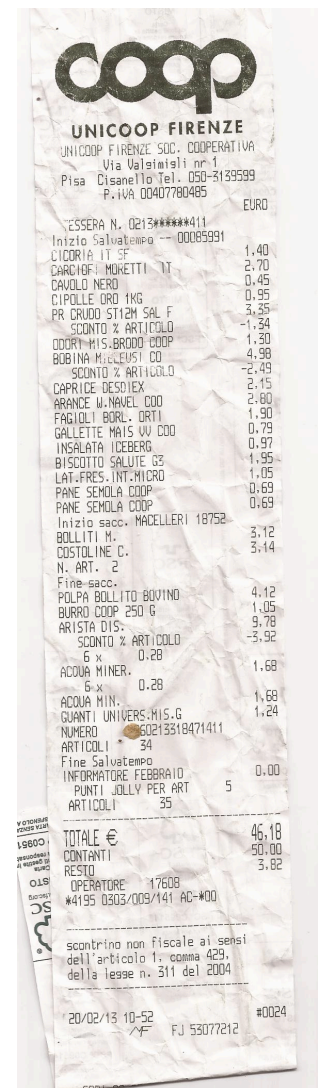 coop
UNICOOP FIRENZE
UNICOOP FIRENZE SOC. COOPERATIVA
Via Valgimigli nr 1
Pisa Cisanello Tel. 050-3139599
P.IVA 00407780485
EURO
TESSERA N. 0213******411
Inizio Salvatempo -- 00085991
CICORIA IT SF 1,40
CARCIOFI MORETTI IT 2,70
CAVOLO NERO 0,45
CIPOLLE ORO 1KG 0,95
PR CRUDO ST12M SAL F 3,35
SCONTO % ARTICOLO -1,34
ODORI MIS.BRODO COOP 1,30
BOBINA CO 4,98
SCONTO % ARTICOLO -2,49
CAPRICE DESDIEX 2,15
ARANCE W.NAVEL COO 2,80
FAGIOLI BORL. ORTI 1,90
GALLETTE MAIS VV COO 0,79
INSALATA ICEBERG 0,97
BISCOTTO SALUTE G3 1,95
LAT.FRES.INT.MICRO 1,05
PANE SEMOLA COOP 0,69
PANE SEMOLA COOP 0,69
Inizio sacc. MACELLERI 18752
BOLLITI M. 3,12
COSTOLINE C. 3,14
N. ART. 2
Fine sacc.
POLPA BOLLITO BOVINO 4,12
BURRO COOP 250 G 1,05
ARISTA DIS. 9,78
SCONTO % ARTICOLO -3,92
6 x 0,28
ACQUA MINER. 1,68
6 x 0,28
ACQUA MIN. 1,68
GUANTI UNIVERS.MIS.G 1,24
NUMERO 60213318471411
ARTICOLI 34
Fine Salvatempo
INFORMATORE FEBBRAIO 0,00
PUNTI JOLLY PER ART 5
ARTICOLI 35
TOTALE € 46,18
CONTANTI 50,00
RESTO 3,82
OPERATORE 17608
*4195 0303/009/141 AC-*00
scontrino non fiscale ai sensi
dell'articolo 1, comma 429,
della legge n. 311 del 2004
20/02/13 10-52 #0024
MF FJ 53077212